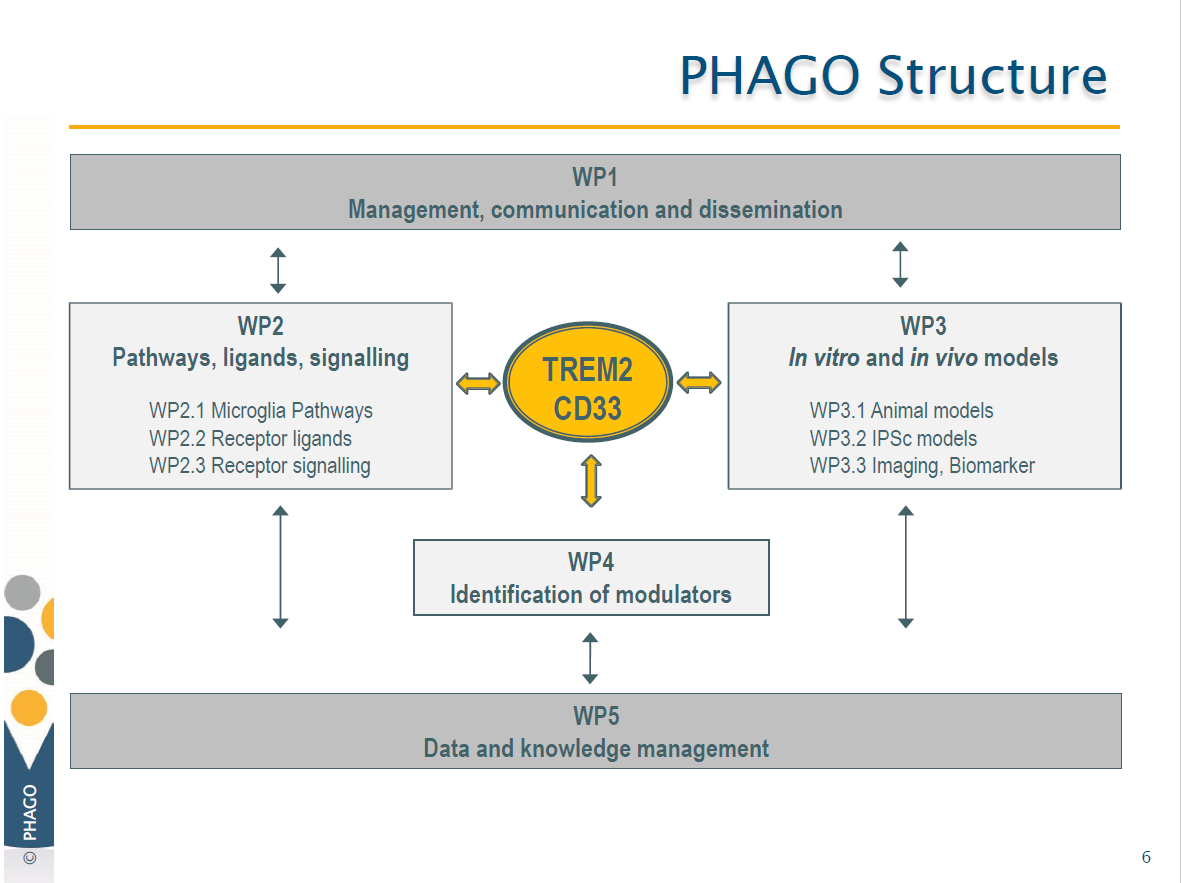 PHAGO Structure
WP1
Management, communication and dissemination
WP2
Pathways, ligands, signalling
WP2.1 Microglia Pathways
WP2.2 Receptor ligands
WP2.3 Receptor signalling
TREM2
CD33
WP3
In vitro and in vivo models
WP3.1 Animal models
WP3.2 IPSc models
WP3.3 Imaging, Biomarker
WP4
Identification of modulators
WP5
Data and knowledge management
© PHAGO
6